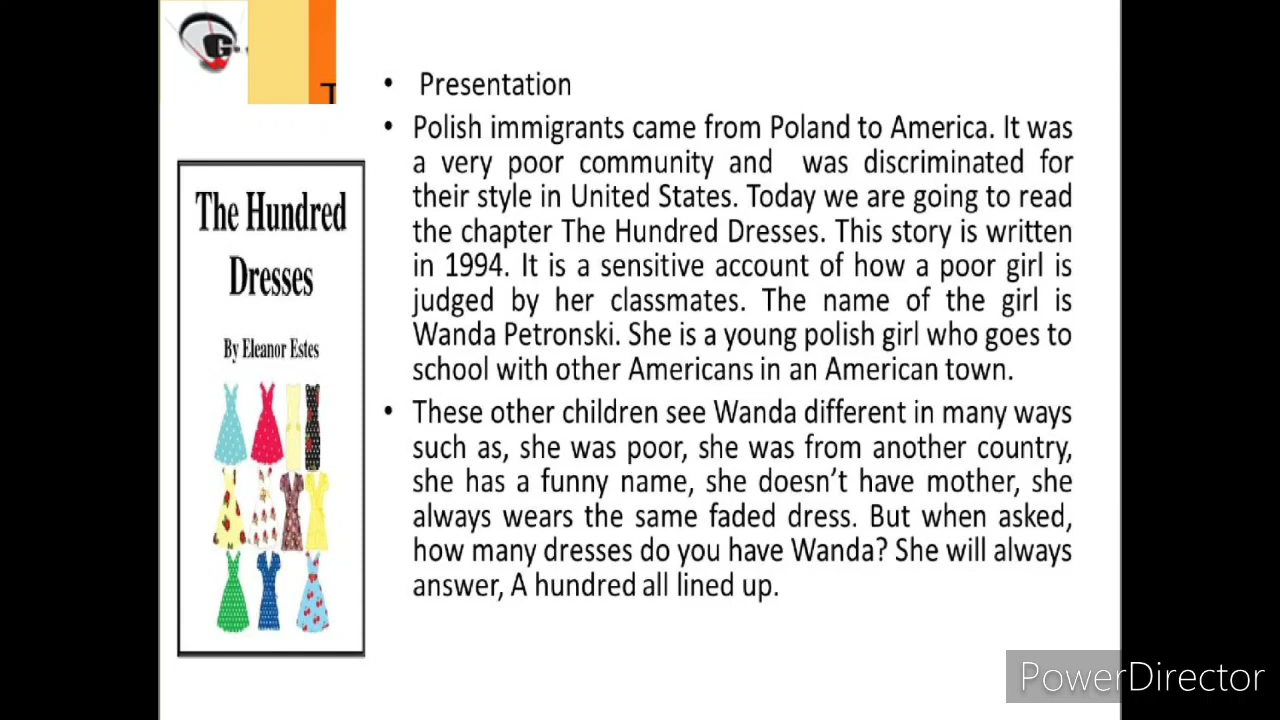 G
T
• Presentation
• Polish immigrants came from Poland to America. It was
a very poor community and was discriminated for
their style in United States. Today we are going to read
the chapter The Hundred Dresses. This story is written
in 1994. It is a sensitive account of how a poor girl is
judged by her classmates. The name of the girl is
Wanda Petronski. She is a young polish girl who goes to
school with other Americans in an American town.
• These other children see Wanda different in many ways
such as, she was poor, she was from another country,
she has a funny name, she doesn't have mother, she
always wears the same faded dress. But when asked,
how many dresses do you have Wanda? She will always
answer, A hundred all lined up.
The Hundred
Dresses
By Eleanor Estes
PowerDirector